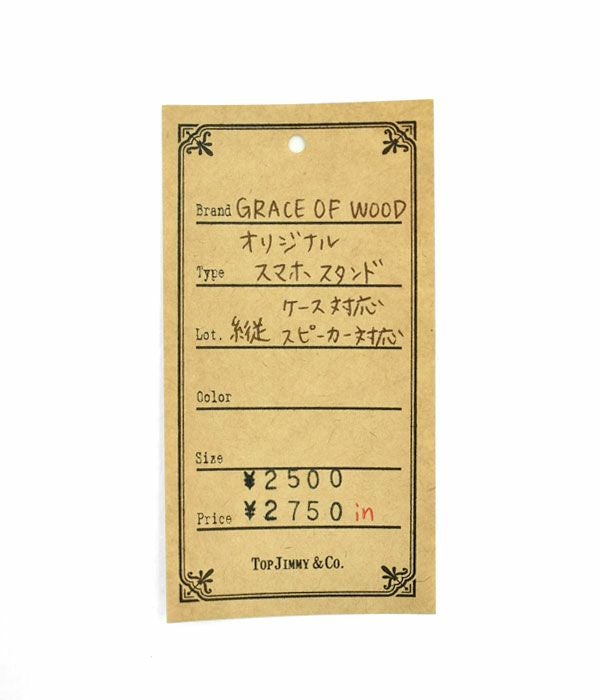 Brand GRACE OF WOOD
オリジナル
Type スマホスタンド
ケース対応
Lot. 縦 スピーカー対応
Color
Size
¥2500
Price ¥2750 in
TOP JIMMY & CO.